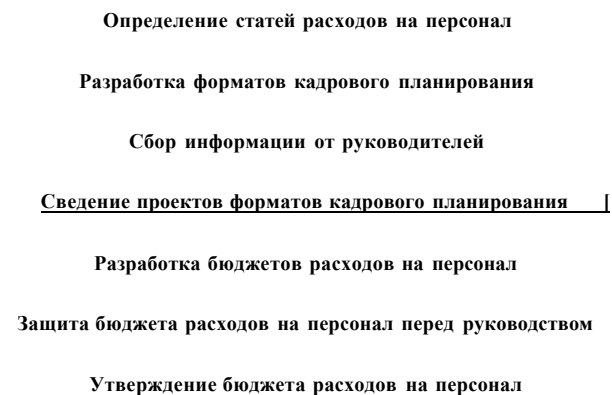 Определение статей расходов на персонал
Разработка форматов кадрового планирования
Сбор информации от руководителей
Сведение проектов форматов кадрового планирования [
Разработка бюджетов расходов на персонал
Защита бюджета расходов на персонал перед руководством
Утверждение бюджета расходов на персонал